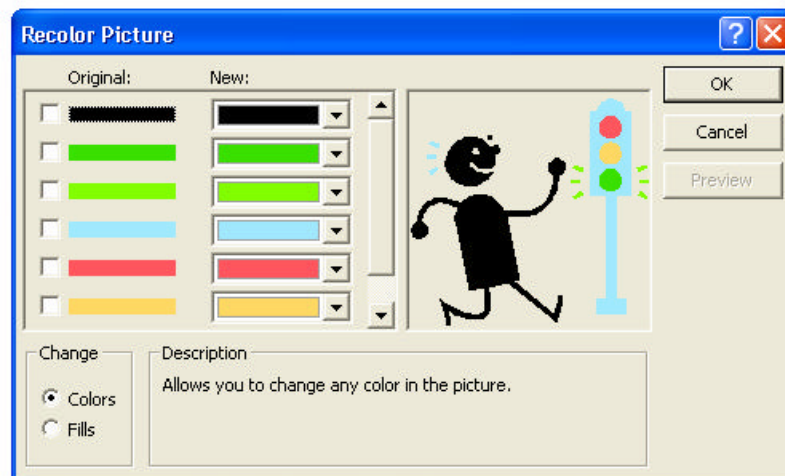 Recolor Picture
Original: New:
OK
Cancel
Preview
Change
Colors
Fills
Description
Allows you to change any color in the picture.